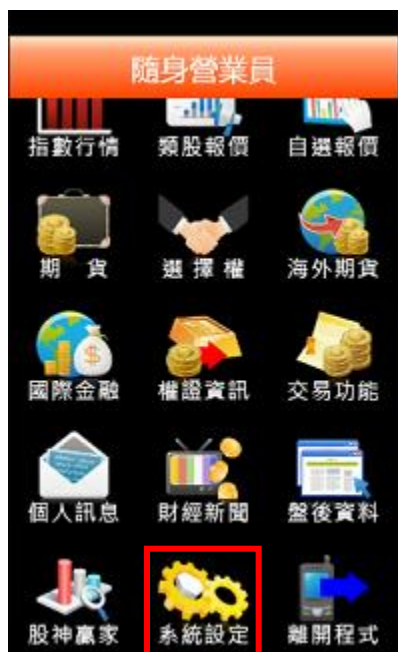 隨身營業員
指數行情 類股報價 自選報價
期 貨 選擇權 海外期貨
國際金融 權證資訊 交易功能
個人訊息 財經新聞 盤後資料
股神贏家 系統設定 離開程式